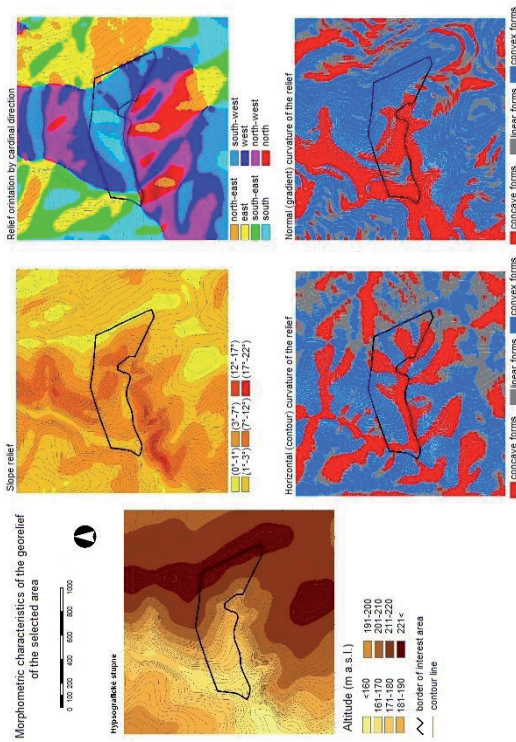 Morphometric characteristics of the georelief
of the selected area
0 100 200 400 600 800 1000
Hypsografické stupne
Altitude (m a.s.l.)
<160
161-170
171-180
181-190
191-200
201-210
211-220
221<
border of interest area
contour line
Slope relief
(0°-1°)
(1°-3°)
(3°-7°)
(7°-12°)
(12°-17°)
(17°-22°)
Relief orintation by cardinal direction
north-east
east
south-east
south
south-west
west
north-west
north
Horizontal (contour) curvature of the relief
concave forms
linear forms
convex forms
Normal (gradient) curvature of the relief
concave forms
linear forms
convex forms